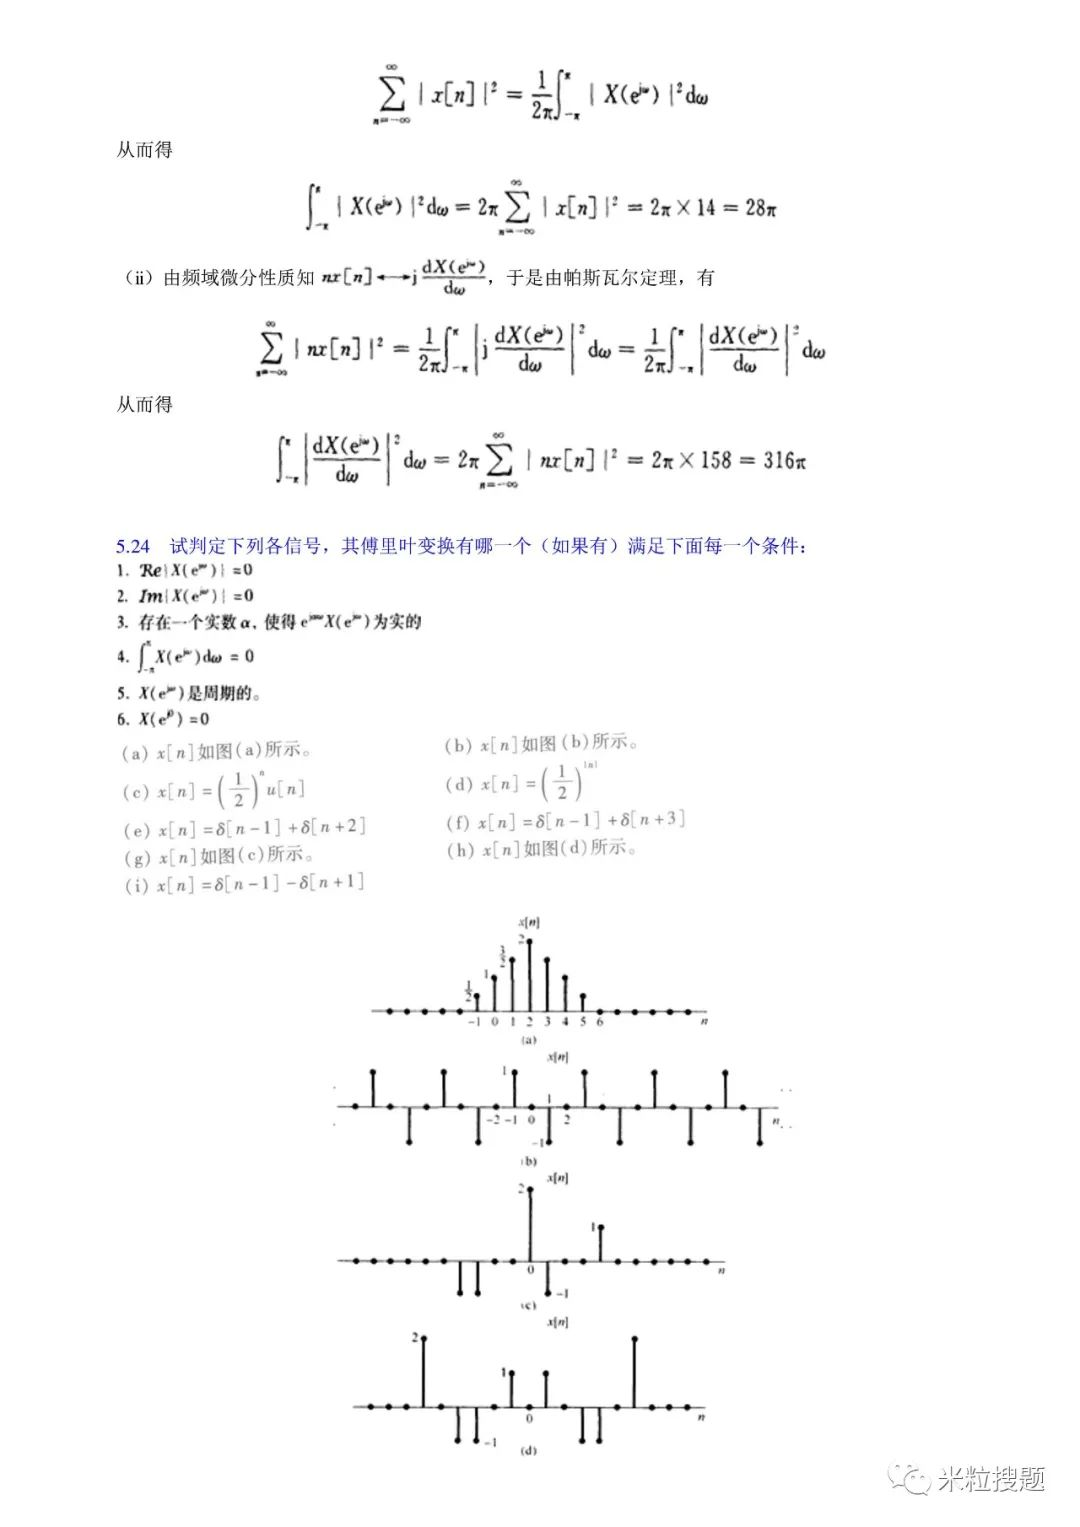 ∑_{n=-∞}^{∞} | x[n] |² = 1/2π ∫_{-π}^{π} | X(e^{jω}) |² dω
从而得
∫_{-π}^{π} | X(e^{jω}) |² dω = 2π ∑_{n=-∞}^{∞} | x[n] |² = 2π × 14 = 28π
（ii）由频域微分性质知 nx[n] ⟷ j dX(e^{jω})/dω，于是由帕斯瓦尔定理，有
∑_{n=-∞}^{∞} | nx[n] |² = 1/2π ∫_{-π}^{π} | j dX(e^{jω})/dω |² dω = 1/2π ∫_{-π}^{π} | dX(e^{jω})/dω |² dω
从而得
∫_{-π}^{π} | dX(e^{jω})/dω |² dω = 2π ∑_{n=-∞}^{∞} | nx[n] |² = 2π × 158 = 316π
5.24 试判定下列各信号，其傅里叶变换有哪一个（如果有）满足下面每一个条件：
1. Re{X(e^{jω})} =0
2. Im{X(e^{jω})} =0
3. 存在一个实数 α, 使得 e^{jαω}X(e^{jω})为实的
4. ∫_{-π}^{π} X(e^{jω})dω = 0
5. X(e^{jω})是周期的。
6. X(e^{j0}) =0
(a) x[n]如图(a)所示。 (b) x[n]如图(b)所示。
(c) x[n] = (1/2)^n u[n] (d) x[n] = (1/2)^{|n|}
(e) x[n] =δ[n-1] +δ[n+2] (f) x[n] =δ[n-1] +δ[n+3]
(g) x[n]如图(c)所示。 (h) x[n]如图(d)所示。
(i) x[n] =δ[n-1] -δ[n+1]
x[n]
2
3/2
1
1/2
-1 0 1 2 3 4 5 6 n
(a)
x[n]
1
1
-2 -1 0 2 n
-1
(b)
x[n]
2
1
0 n
-1
(c)
x[n]
2
1
0 n
-1
(d)
米粒搜题